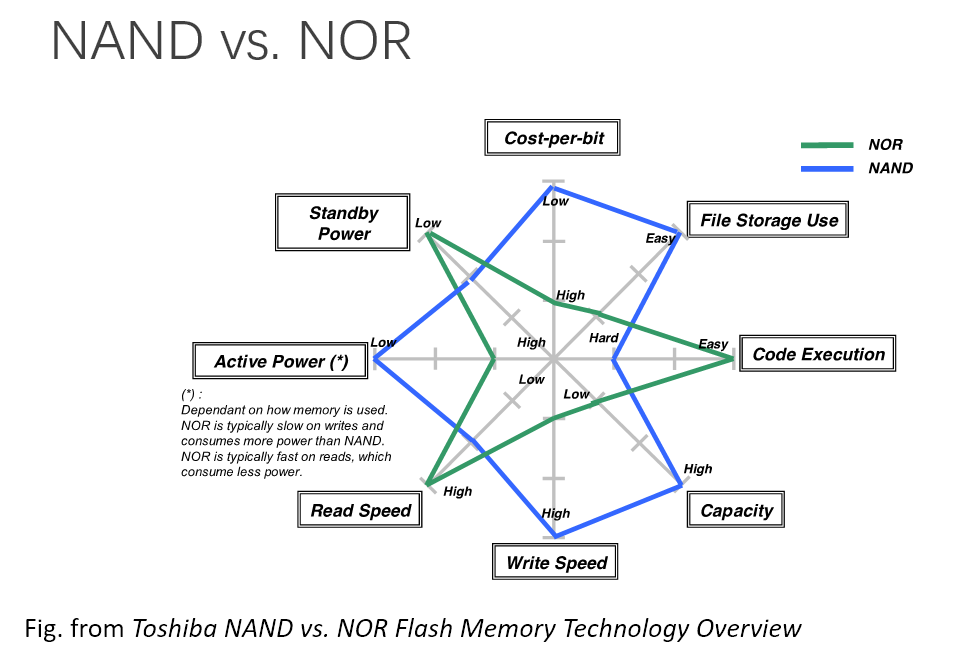 NAND vs. NOR
Cost-per-bit
NOR
NAND
Standby
Power
Low
Low
Easy
File Storage Use
High
Low
High
Hard
Easy
Code Execution
Active Power (*)
(*) :
Dependant on how memory is used.
NOR is typically slow on writes and
consumes more power than NAND.
NOR is typically fast on reads, which
consume less power.
Low
Low
High
High
High
Read Speed
Capacity
Write Speed
Fig. from Toshiba NAND vs. NOR Flash Memory Technology Overview